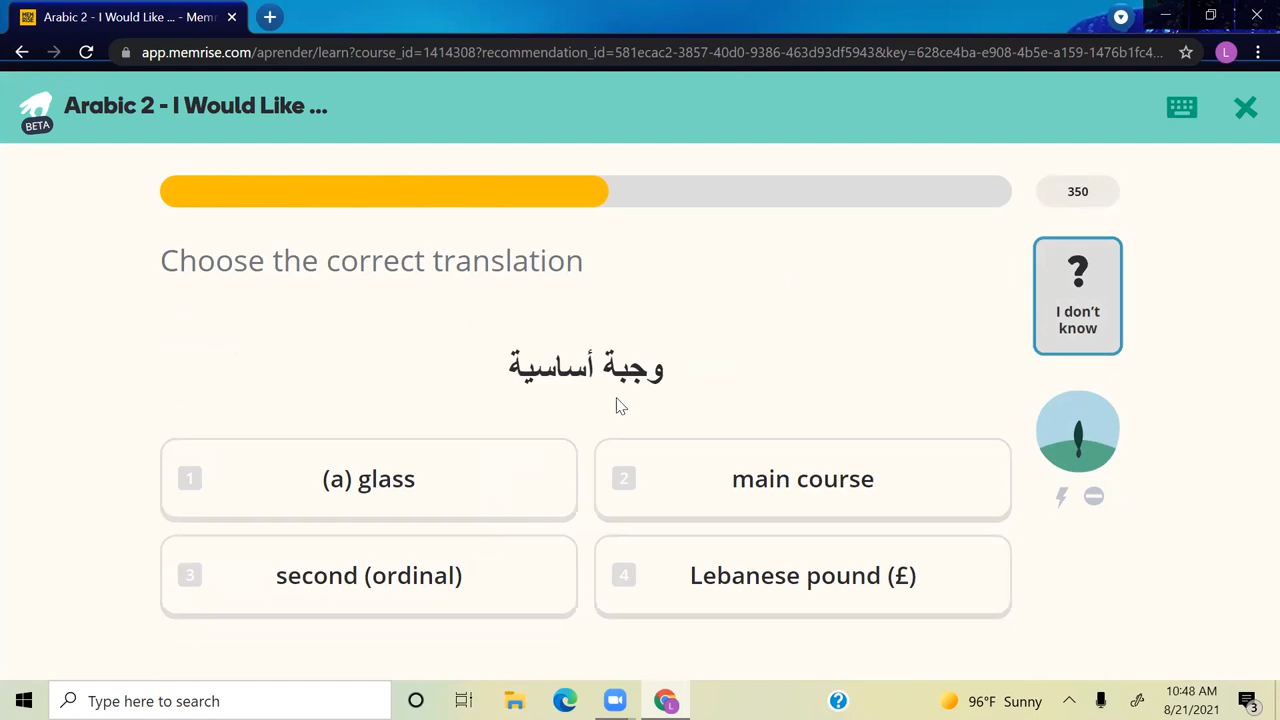 Arabic 2 - I Would Like ... - Memr
app.memrise.com/aprender/learn?course_id=1414308?recommendation_id=581ecac2-3857-40d0-9386-463d93df5943&key=628ce4ba-e908-4b5e-a159-1476b1fc4...
L
BETA
Arabic 2 - I Would Like ...
350
Choose the correct translation
?
I don't
know
وجبة أساسية
1 (a) glass
2 main course
3 second (ordinal)
4 Lebanese pound (£)
Type here to search
96°F Sunny
10:48 AM
8/21/2021
3